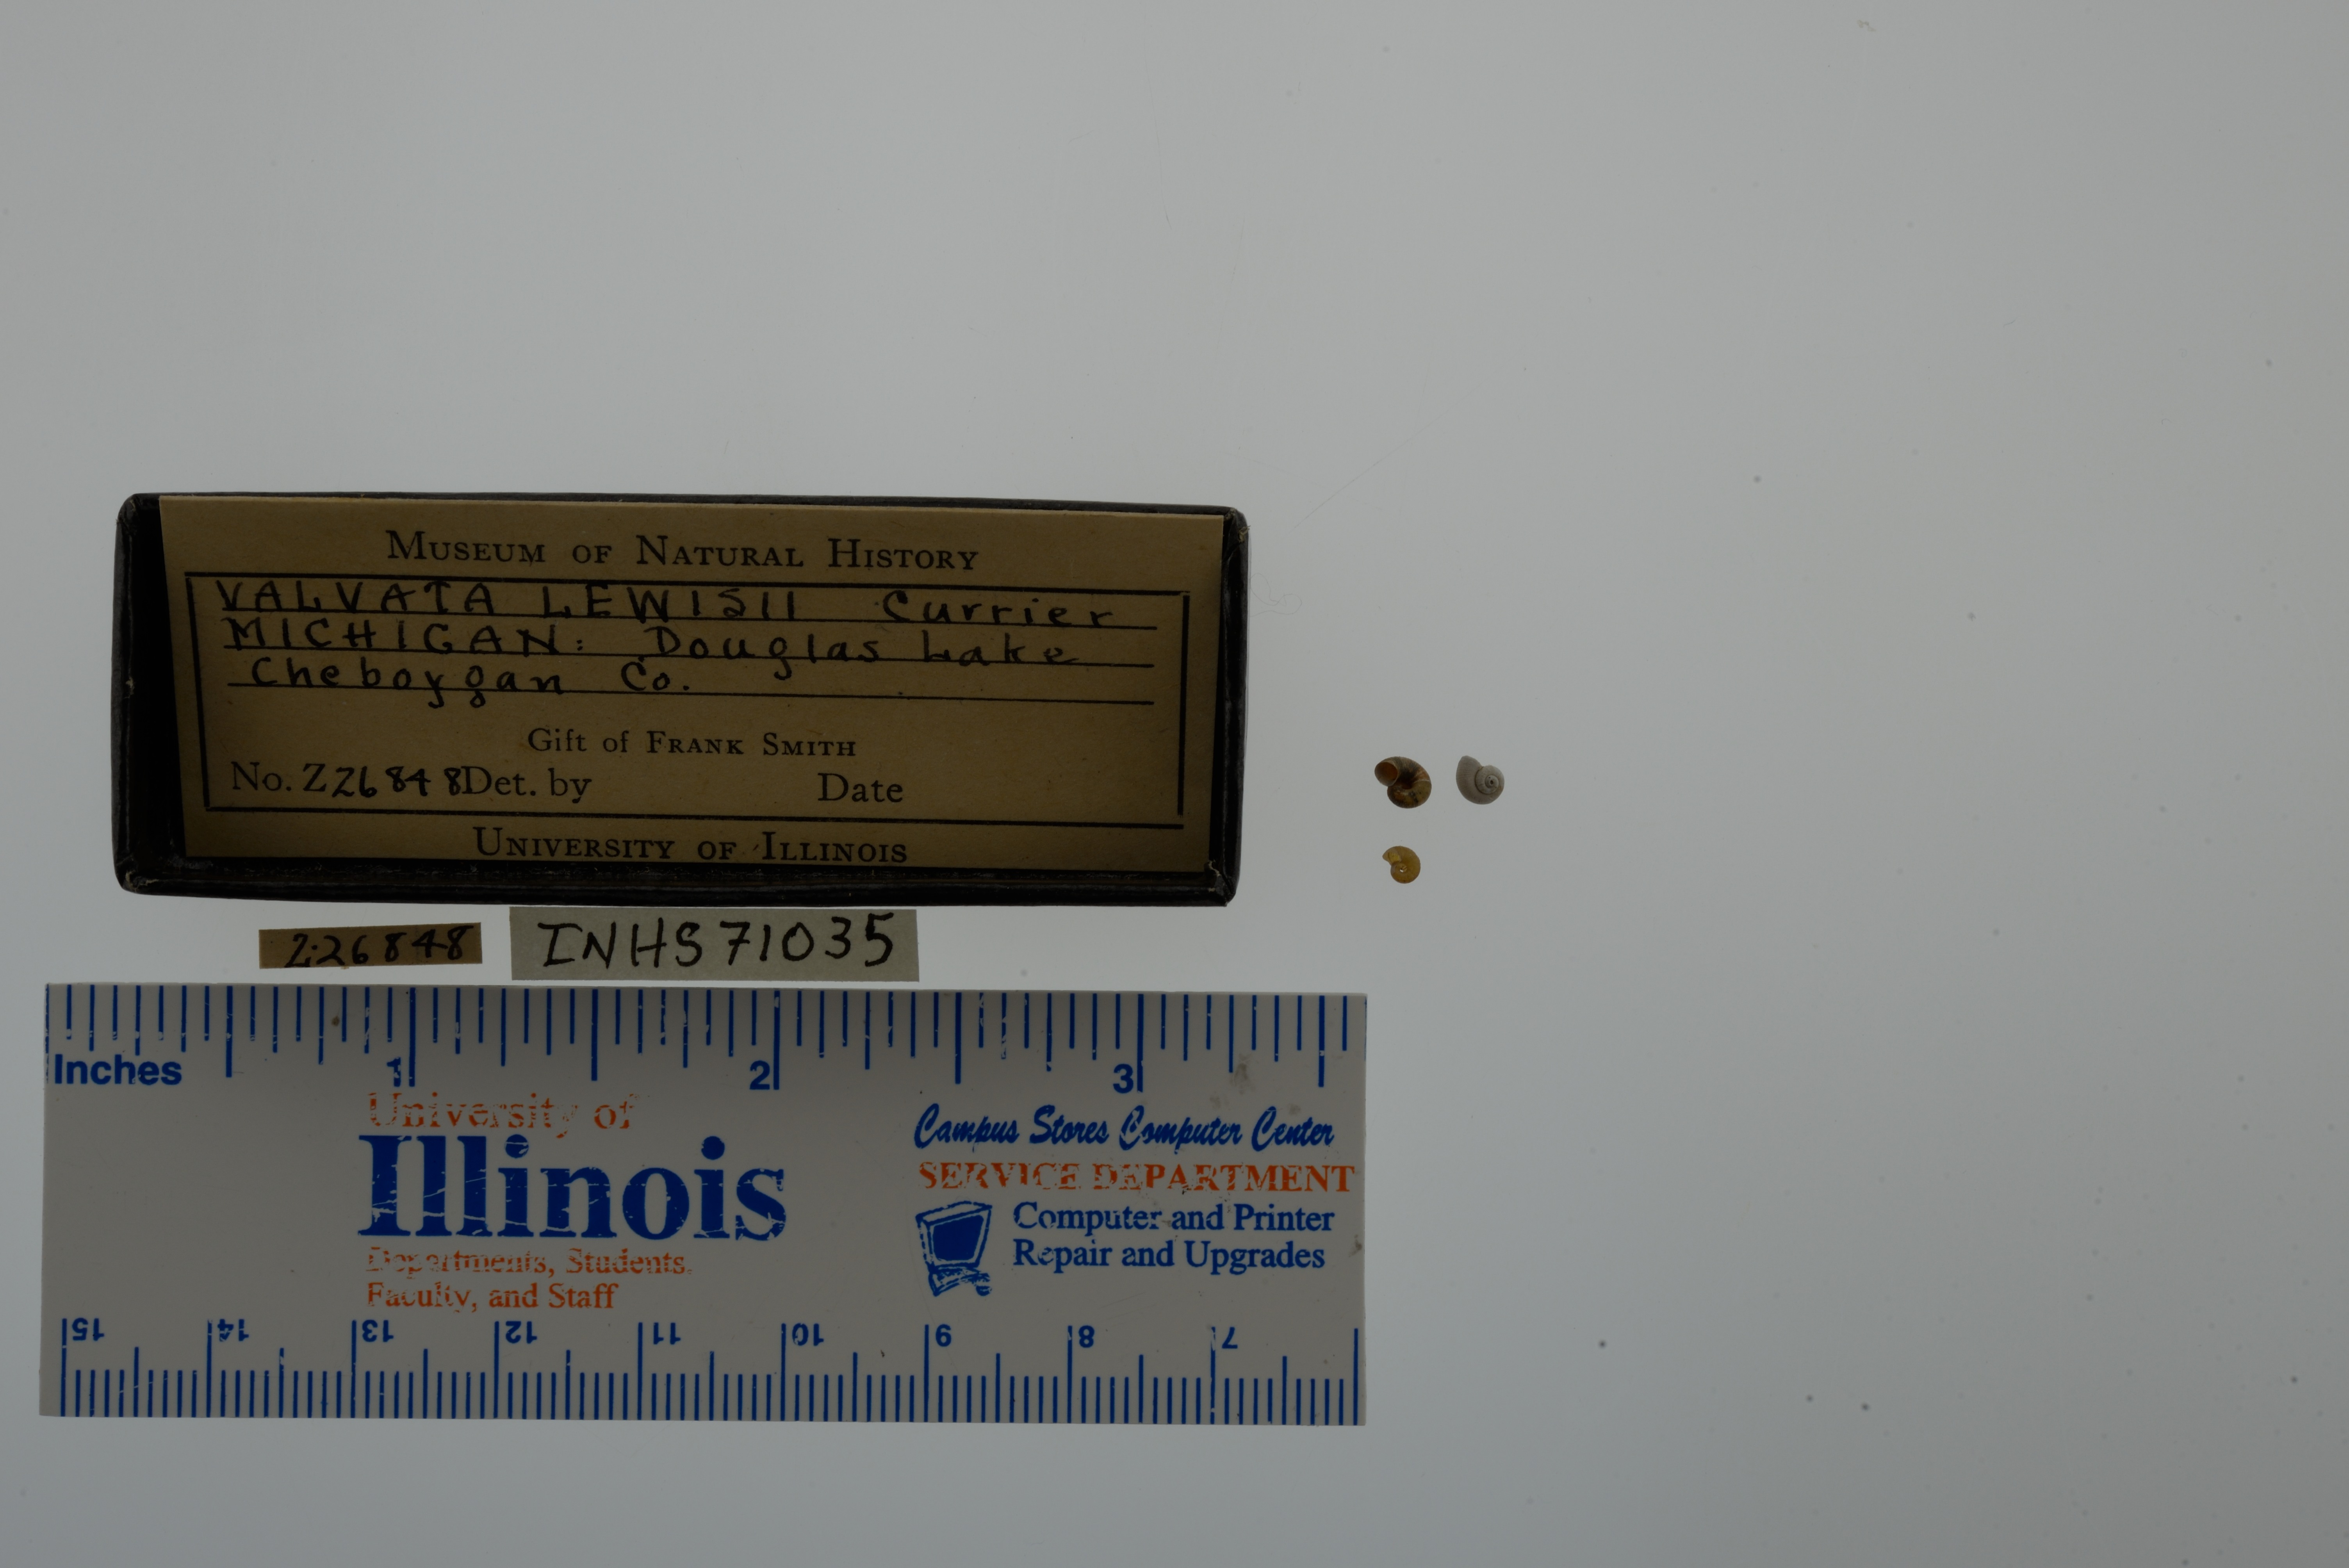 MUSEUM OF NATURAL HISTORY
VALVATA LEWISII Currier
MICHIGAN: Douglas Lake
Cheboygan Co.
Gift of FRANK SMITH
No. Z26848 Det. by Date
UNIVERSITY OF ILLINOIS
Z26848
INHS 71035
Inches 1 2 3
University of
Illinois
Departments, Students,
Faculty, and Staff
Campus Stores Computer Center
SERVICE DEPARTMENT
Computer and Printer
Repair and Upgrades
15 14 13 12 11 10 9 8 7